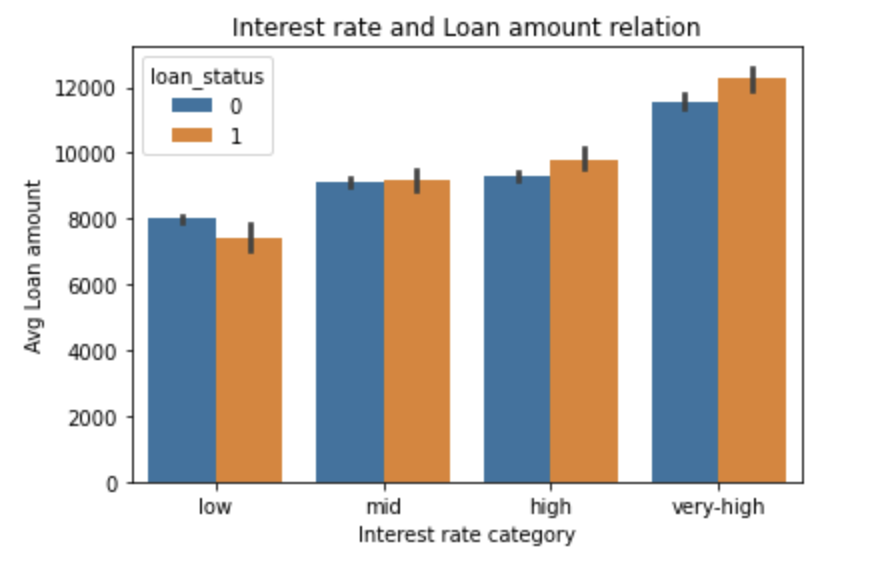 Interest rate and Loan amount relation
loan_status
0
1
Avg Loan amount
12000
10000
8000
6000
4000
2000
0
low mid high very-high
Interest rate category